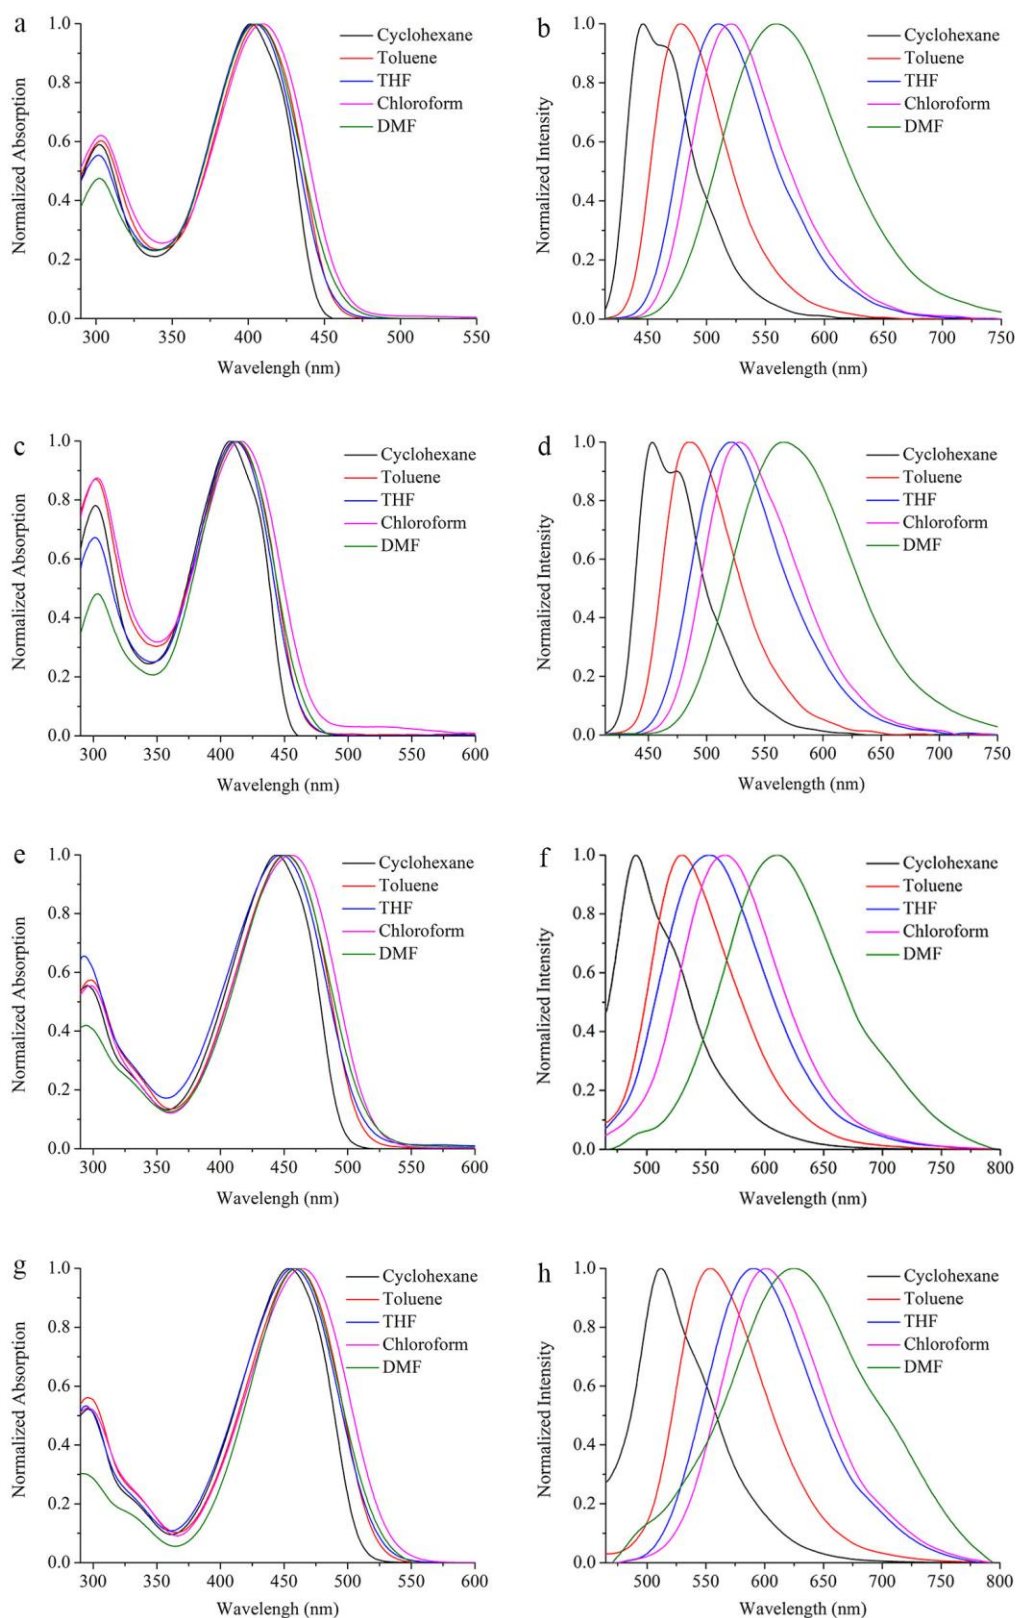 a
1.0
0.8
0.6
0.4
0.2
0.0
Normalized Absorption
Cyclohexane
Toluene
THF
Chloroform
DMF
300 350 400 450 500 550
Wavelengh (nm)
b
1.0
0.8
0.6
0.4
0.2
0.0
Normalized Intensity
Cyclohexane
Toluene
THF
Chloroform
DMF
450 500 550 600 650 700 750
Wavelength (nm)
c
1.0
0.8
0.6
0.4
0.2
0.0
Normalized Absorption
Cyclohexane
Toluene
THF
Chloroform
DMF
300 350 400 450 500 550 600
Wavelengh (nm)
d
1.0
0.8
0.6
0.4
0.2
0.0
Normalized Intensity
Cyclohexane
Toluene
THF
Chloroform
DMF
450 500 550 600 650 700 750
Wavelength (nm)
e
1.0
0.8
0.6
0.4
0.2
0.0
Normalized Absorption
Cyclohexane
Toluene
THF
Chloroform
DMF
300 350 400 450 500 550 600
Wavelengh (nm)
f
1.0
0.8
0.6
0.4
0.2
0.0
Normalized Intensity
Cyclohexane
Toluene
THF
Chloroform
DMF
500 550 600 650 700 750 800
Wavelength (nm)
g
1.0
0.8
0.6
0.4
0.2
0.0
Normalized Absorption
Cyclohexane
Toluene
THF
Chloroform
DMF
300 350 400 450 500 550 600
Wavelengh (nm)
h
1.0
0.8
0.6
0.4
0.2
0.0
Normalized Intensity
Cyclohexane
Toluene
THF
Chloroform
DMF
500 550 600 650 700 750 800
Wavelength (nm)